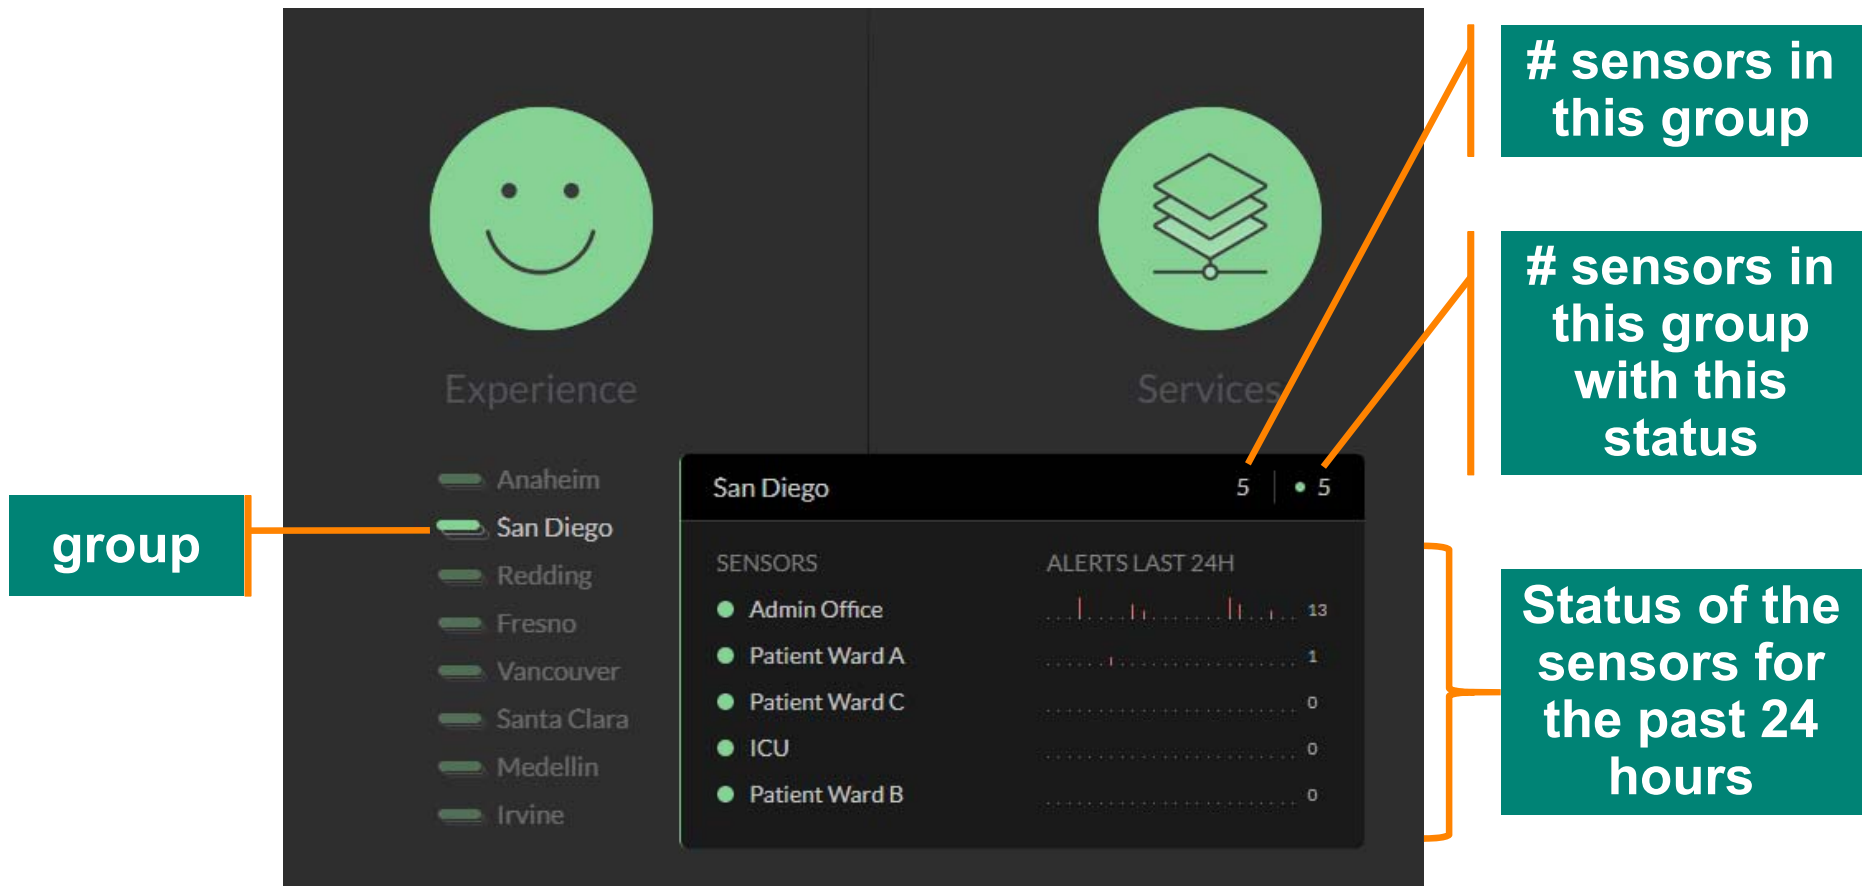 # sensors in
this group
# sensors in
this group
with this
status
Experience
Services
group
Anaheim
San Diego
Redding
Fresno
Vancouver
Santa Clara
Medellin
Irvine
San Diego 5 5
SENSORS ALERTS LAST 24H
Admin Office 13
Patient Ward A 1
Patient Ward C 0
ICU 0
Patient Ward B 0
Status of the
sensors for
the past 24
hours